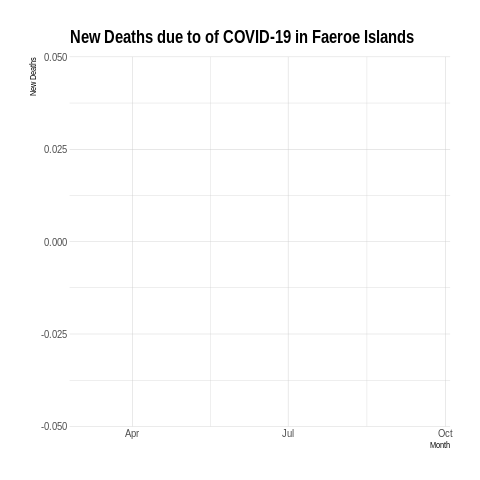 New Deaths due to of COVID-19 in Faeroe Islands
New Deaths
0.050
0.025
0.000
-0.025
-0.050
Apr
Jul
Oct
Month